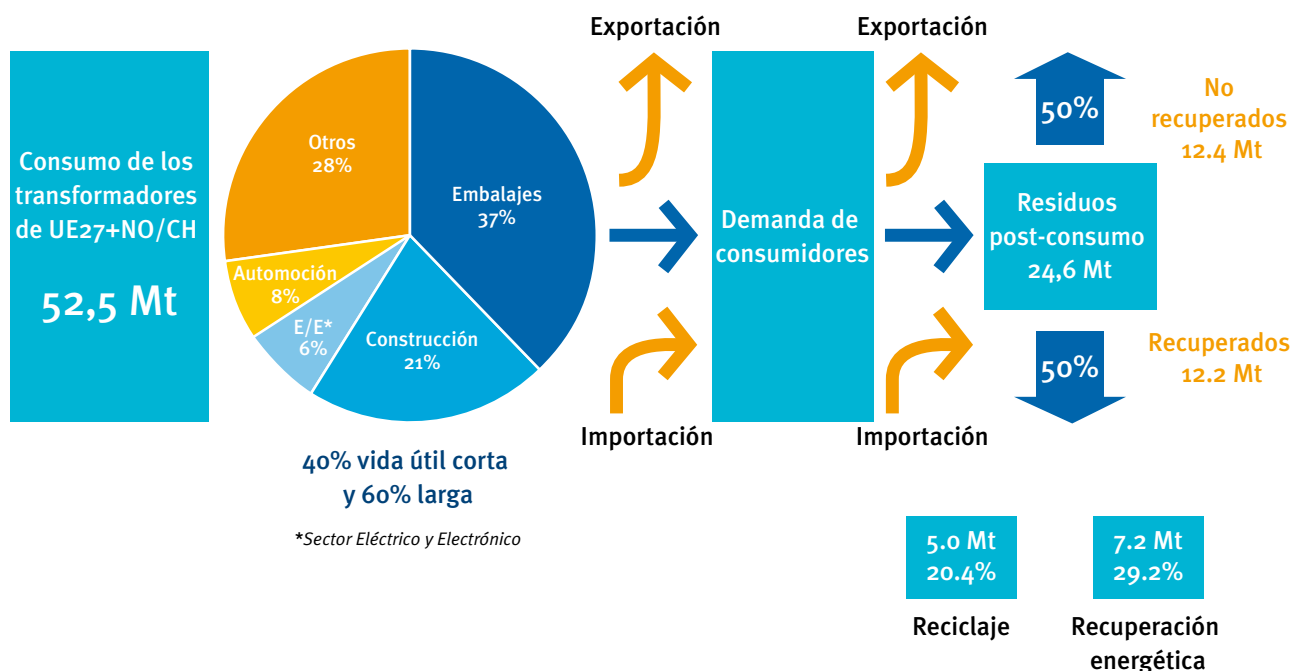 Consumo de los
transformadores
de UE27+NO/CH
52,5 Mt
Otros
28%
Embalajes
37%
Automoción
8%
E/E*
6%
Construcción
21%
40% vida útil corta
y 60% larga
*Sector Eléctrico y Electrónico
Exportación
Importación
Demanda de
consumidores
Exportación
Importación
50%
No
recuperados
12.4 Mt
Residuos
post-consumo
24,6 Mt
50%
Recuperados
12.2 Mt
5.0 Mt
20.4%
Reciclaje
7.2 Mt
29.2%
Recuperación
energética